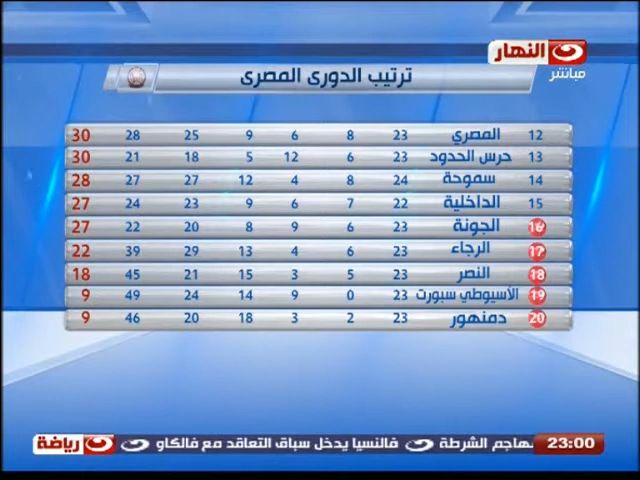 النهار
مباشر
ترتيب الدورى المصرى
12 المصري 23 8 6 9 25 28 30
13 حرس الحدود 23 6 12 5 18 21 30
14 سموحة 24 8 4 12 27 27 28
15 الداخلية 22 7 6 9 23 24 27
16 الجونة 23 6 9 8 20 22 27
17 الرجاء 23 6 4 13 29 39 22
18 النصر 23 5 3 15 21 45 18
19 الأسيوطي سبورت 23 0 9 14 24 49 9
20 دمنهور 23 2 3 18 20 46 9
23:00 مهاجم الشرطة فالنسيا يدخل سباق التعاقد مع فالكاو رياضة